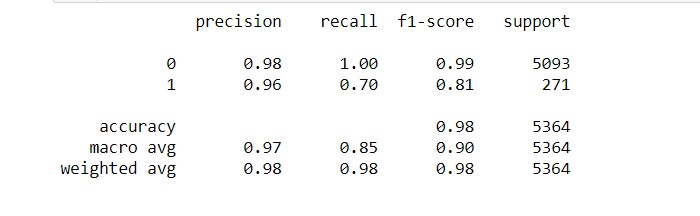 precision recall f1-score support
0 0.98 1.00 0.99 5093
1 0.96 0.70 0.81 271
accuracy 0.98 5364
macro avg 0.97 0.85 0.90 5364
weighted avg 0.98 0.98 0.98 5364